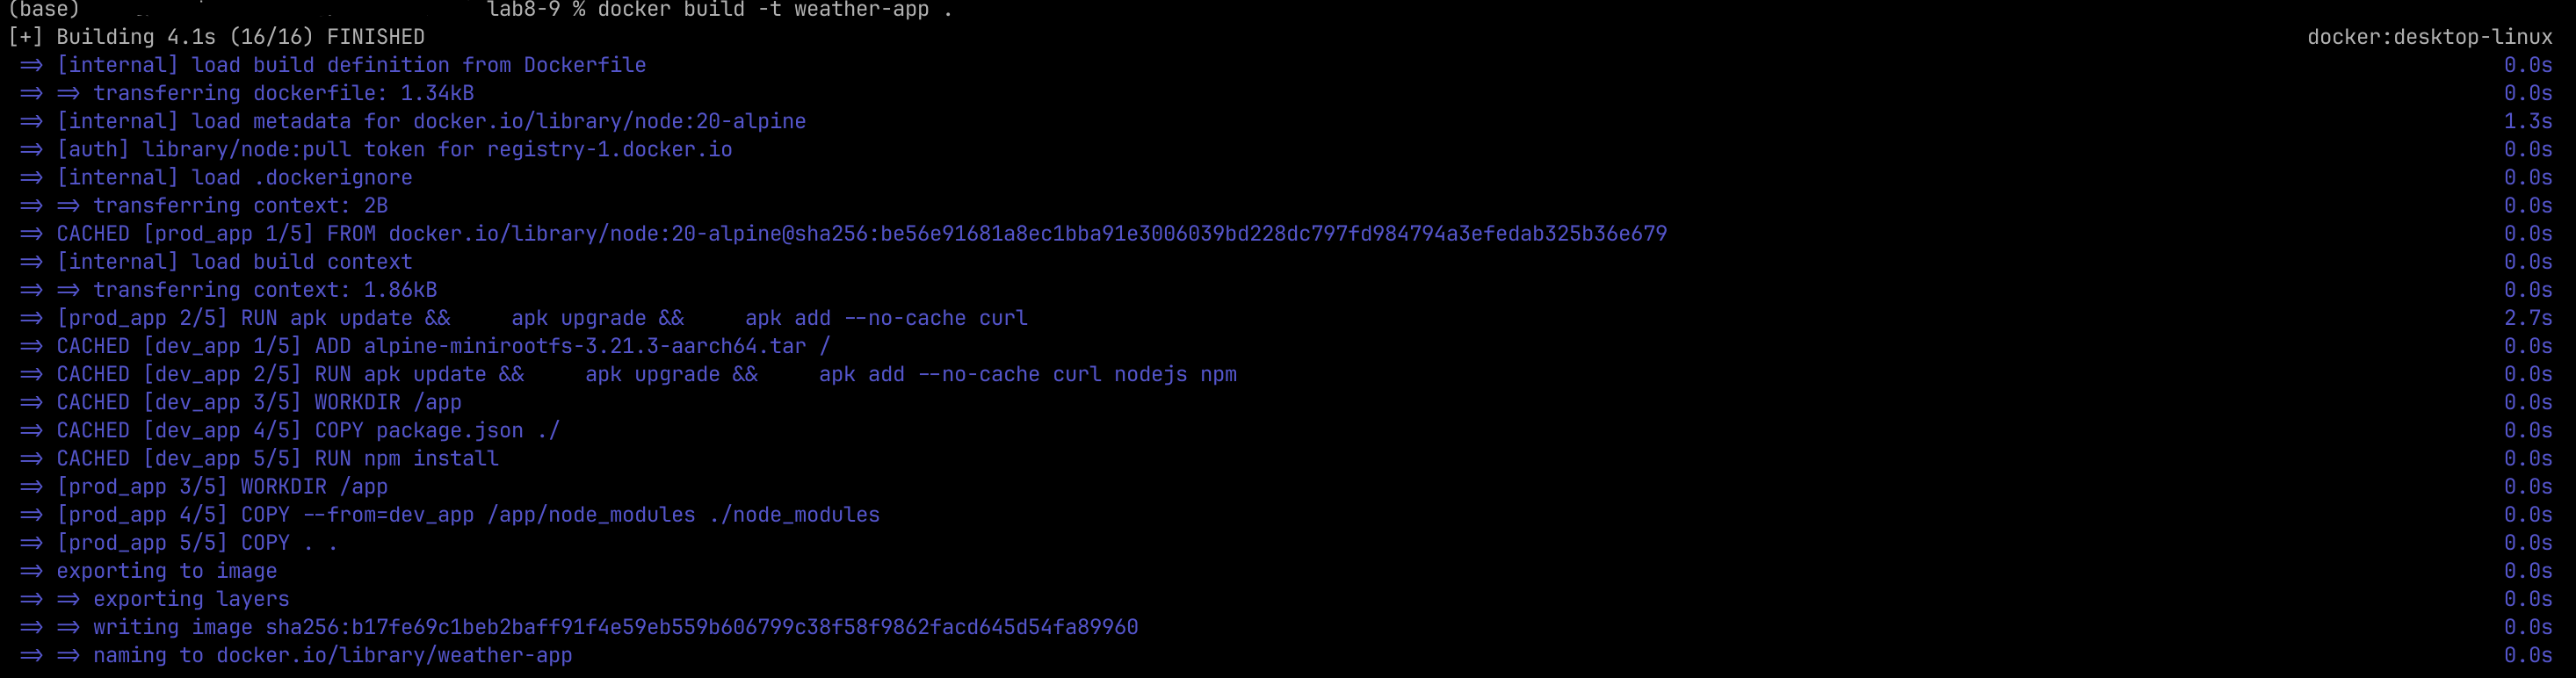 (base) lab8-9 % docker build -t weather-app .
[+] Building 4.1s (16/16) FINISHED docker:desktop-linux
=> [internal] load build definition from Dockerfile 0.0s
=> => transferring dockerfile: 1.34kB 0.0s
=> [internal] load metadata for docker.io/library/node:20-alpine 1.3s
=> [auth] library/node:pull token for registry-1.docker.io 0.0s
=> [internal] load .dockerignore 0.0s
=> => transferring context: 2B 0.0s
=> CACHED [prod_app 1/5] FROM docker.io/library/node:20-alpine@sha256:be56e91681a8ec1bba91e3006039bd228dc797fd984794a3efedab325b36e679 0.0s
=> [internal] load build context 0.0s
=> => transferring context: 1.86kB 0.0s
=> [prod_app 2/5] RUN apk update &&     apk upgrade &&     apk add --no-cache curl 2.7s
=> CACHED [dev_app 1/5] ADD alpine-minirootfs-3.21.3-aarch64.tar / 0.0s
=> CACHED [dev_app 2/5] RUN apk update &&     apk upgrade &&     apk add --no-cache curl nodejs npm 0.0s
=> CACHED [dev_app 3/5] WORKDIR /app 0.0s
=> CACHED [dev_app 4/5] COPY package.json ./ 0.0s
=> CACHED [dev_app 5/5] RUN npm install 0.0s
=> [prod_app 3/5] WORKDIR /app 0.0s
=> [prod_app 4/5] COPY --from=dev_app /app/node_modules ./node_modules 0.0s
=> [prod_app 5/5] COPY . . 0.0s
=> exporting to image 0.0s
=> => exporting layers 0.0s
=> => writing image sha256:b17fe69c1beb2baff91f4e59eb559b606799c38f58f9862facd645d54fa89960 0.0s
=> => naming to docker.io/library/weather-app 0.0s